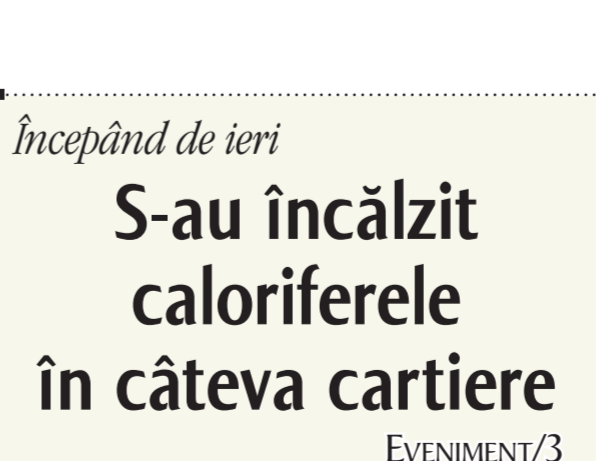 Începând de ieri
S-au încălzit
caloriferele
în câteva cartiere
EVENIMENT/3